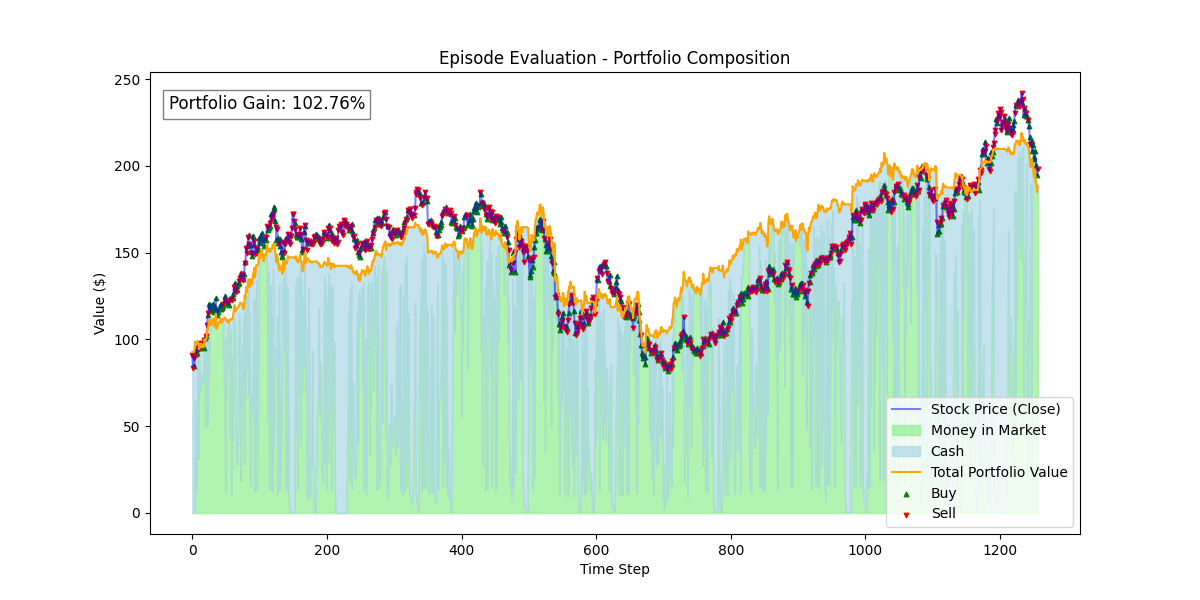 Episode Evaluation - Portfolio Composition
Portfolio Gain: 102.76%
Value ($)
250
200
150
100
50
0
0 200 400 600 800 1000 1200
Time Step
Stock Price (Close)
Money in Market
Cash
Total Portfolio Value
Buy
Sell